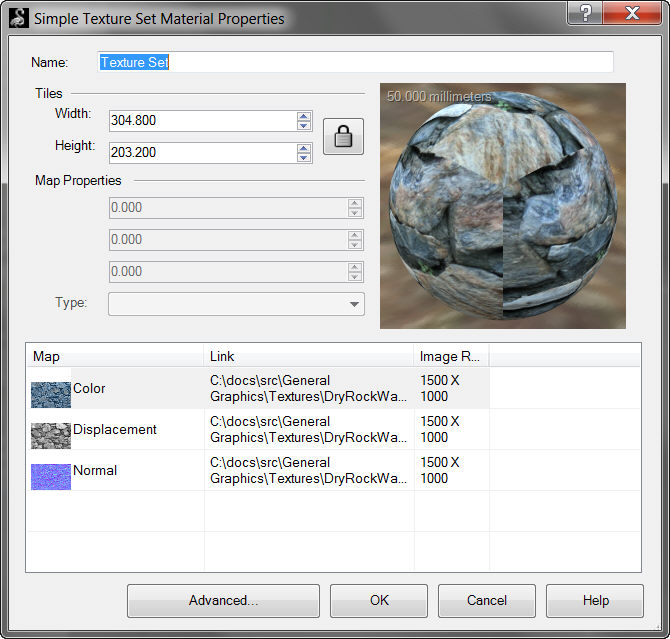 Simple Texture Set Material Properties
?
X
Name:
Texture Set
Tiles
Width:
304.800
Height:
203.200
50.000 millimeters
Map Properties
0.000
0.000
0.000
Type:
Map Link Image R...
Color
C:\docs\src\General
Graphics\Textures\DryRockWa...
1500 X
1000
Displacement
C:\docs\src\General
Graphics\Textures\DryRockWa...
1500 X
1000
Normal
C:\docs\src\General
Graphics\Textures\DryRockWa...
1500 X
1000
Advanced... OK Cancel Help